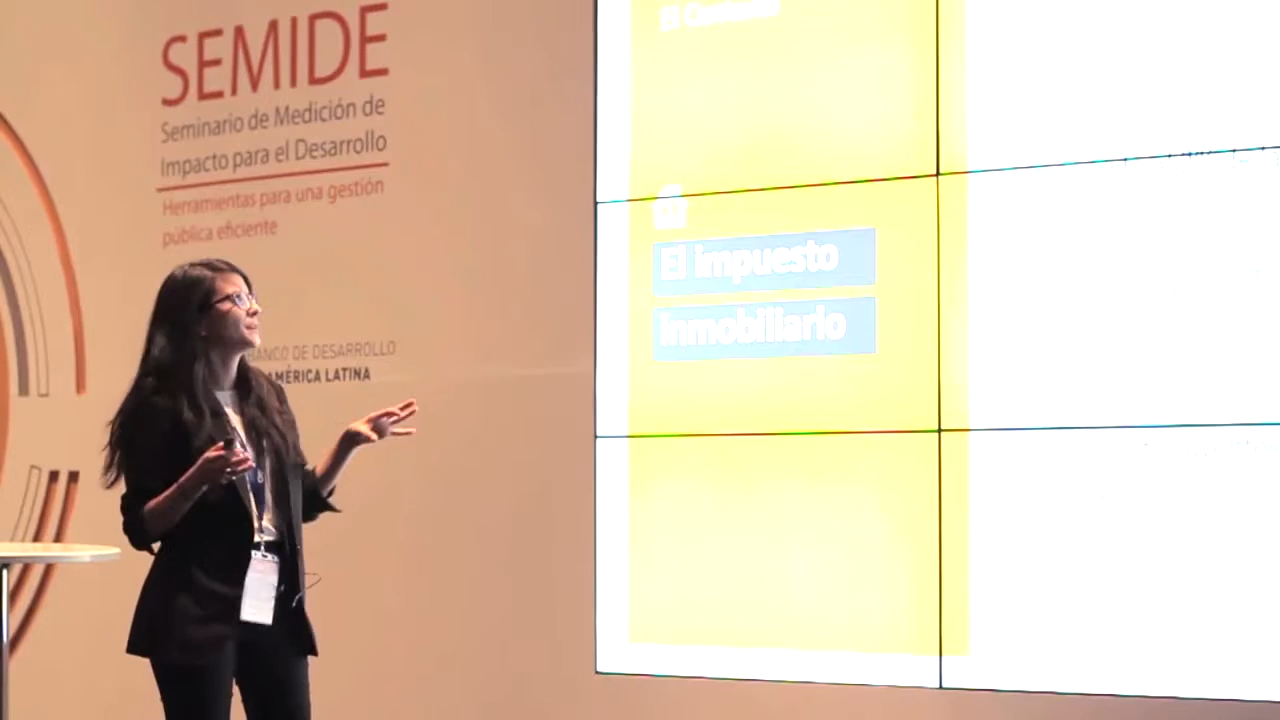 SEMIDE
Seminario de Medición de
Impacto para el Desarrollo
Herramientas para una gestión
pública eficiente
BANCO DE DESARROLLO
AMÉRICA LATINA
El impuesto
inmobiliario